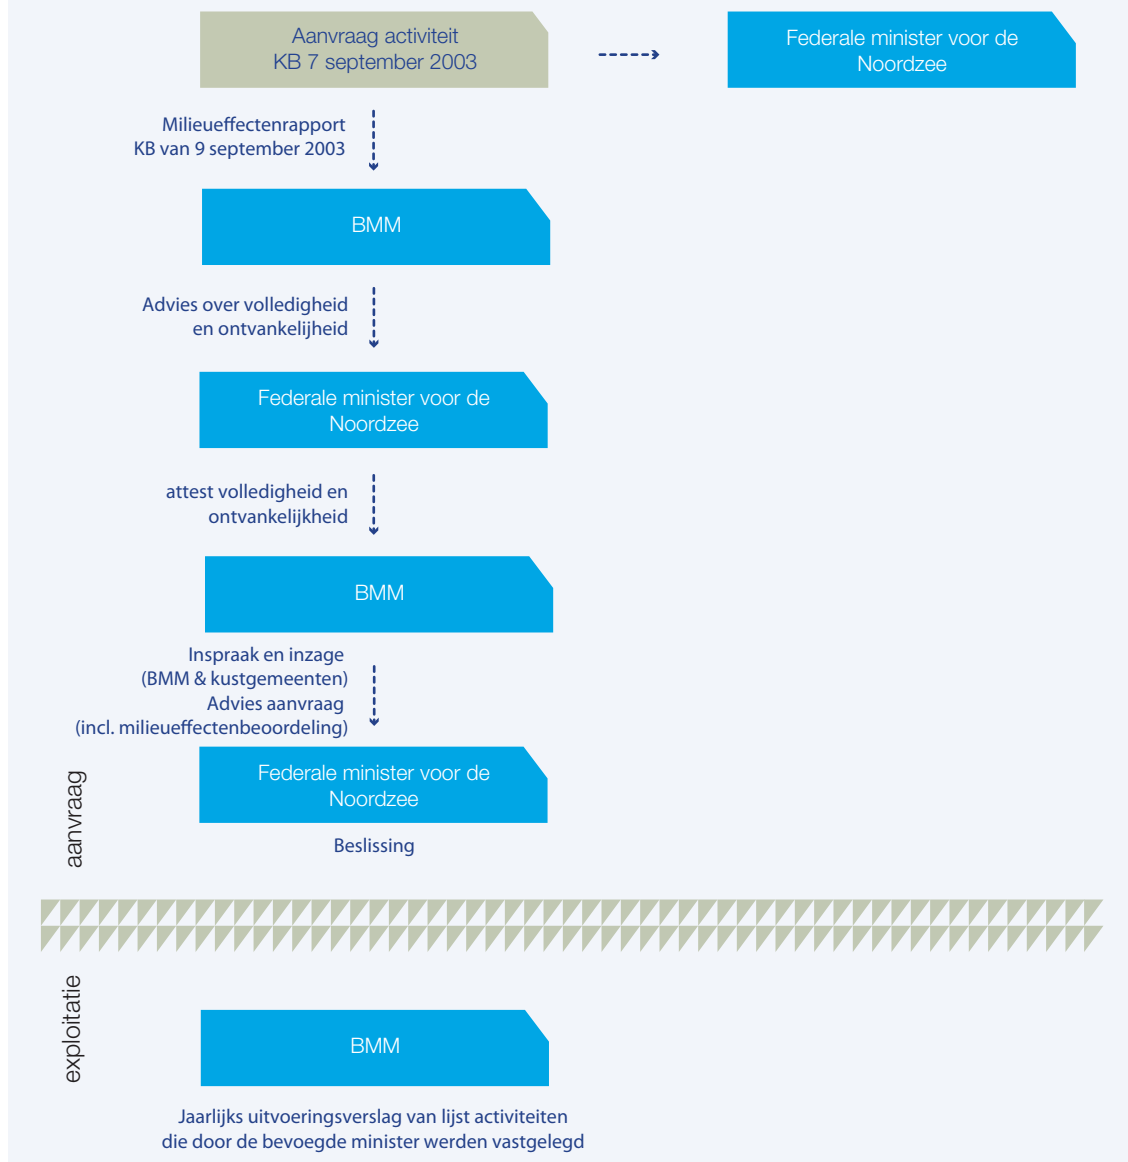 Aanvraag activiteit
KB 7 september 2003
Federale minister voor de
Noordzee
Milieueffectenrapport
KB van 9 september 2003
BMM
Advies over volledigheid
en ontvankelijheid
Federale minister voor de
Noordzee
attest volledigheid en
ontvankelijkheid
BMM
Inspraak en inzage
(BMM & kustgemeenten)
Advies aanvraag
(incl. milieueffectenbeoordeling)
Federale minister voor de
Noordzee
Beslissing
aanvraag
exploitatie
BMM
Jaarlijks uitvoeringsverslag van lijst activiteiten
die door de bevoegde minister werden vastgelegd